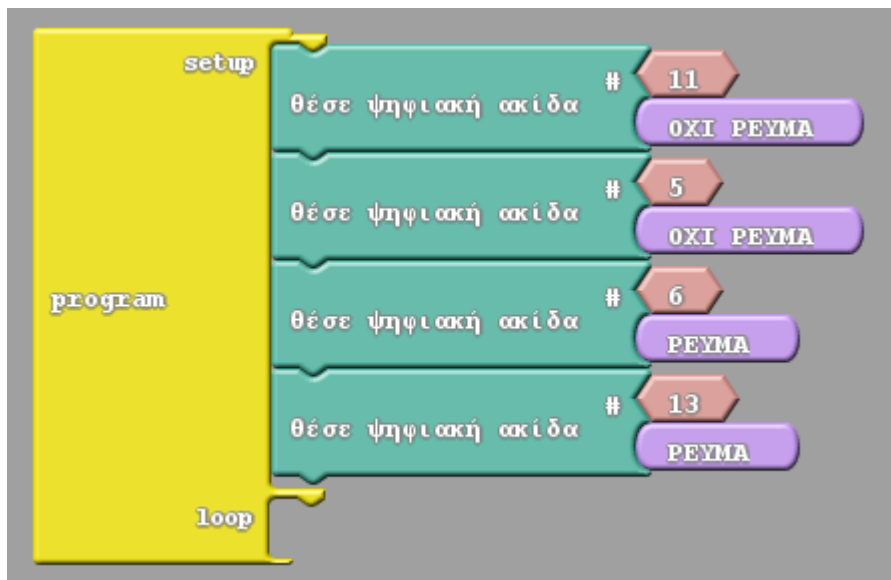 setup
θέσε ψηφιακή ακίδα # 11
ΟΧΙ ΡΕΥΜΑ
θέσε ψηφιακή ακίδα # 5
ΟΧΙ ΡΕΥΜΑ
program
θέσε ψηφιακή ακίδα # 6
ΡΕΥΜΑ
θέσε ψηφιακή ακίδα # 13
ΡΕΥΜΑ
loop